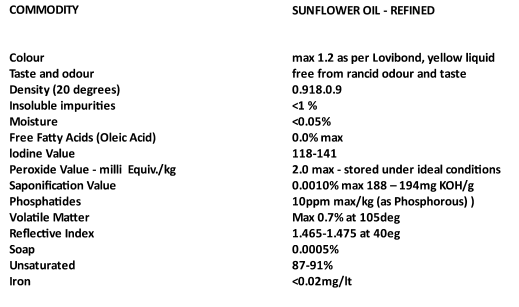 COMMODITY SUNFLOWER OIL - REFINED
Colour max 1.2 as per Lovibond, yellow liquid
Taste and odour free from rancid odour and taste
Density (20 degrees) 0.918.0.9
Insoluble impurities <1 %
Moisture <0.05%
Free Fatty Acids (Oleic Acid) 0.0% max
Iodine Value 118-141
Peroxide Value - milli Equiv./kg 2.0 max - stored under ideal conditions
Saponification Value 0.0010% max 188 – 194mg KOH/g
Phosphatides 10ppm max/kg (as Phosphorous) )
Volatile Matter Max 0.7% at 105deg
Reflective Index 1.465-1.475 at 40eg
Soap 0.0005%
Unsaturated 87-91%
Iron <0.02mg/lt